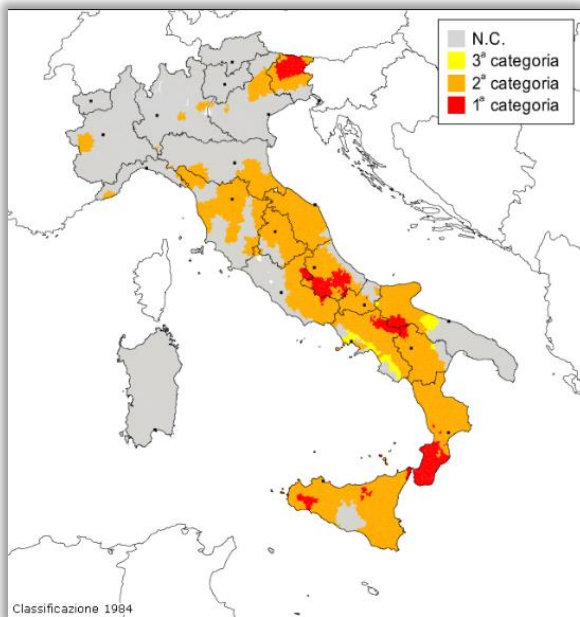 N.C.
3ª categoria
2ª categoria
1ª categoria
Classificazione 1984